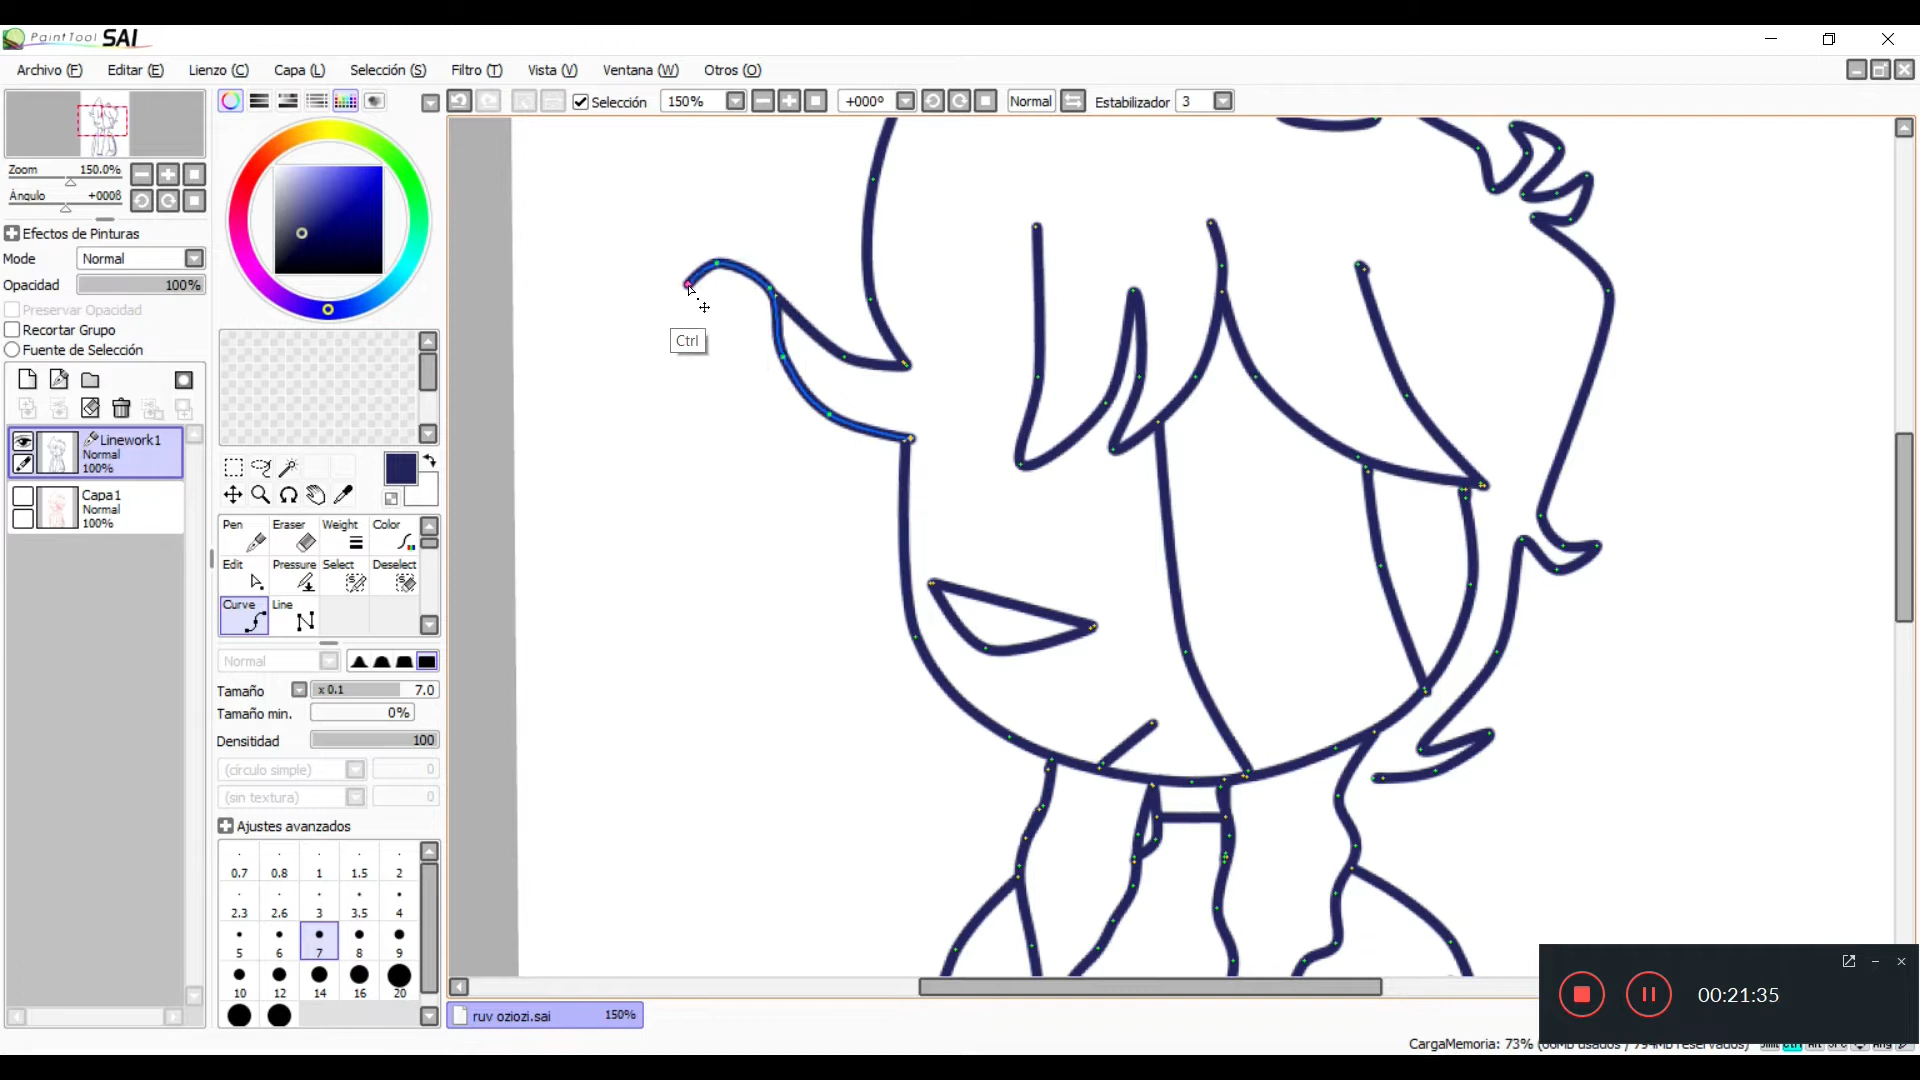 PaintTool SAI
Archivo (F) Editar (E) Lienzo (C) Capa (L) Selección (S) Filtro (T) Vista (V) Ventana (W) Otros (O)
Selección 150% +000º Normal Estabilizador 3
Zoom 150.0%
Ángulo +000ß
Efectos de Pinturas
Mode Normal
Opacidad 100%
Preservar Opacidad
Recortar Grupo
Fuente de Selección
Linework1
Normal
100%
Capa1
Normal
100%
Pen Eraser Weight Color
Edit Pressure Select Deselect
Curve Line
Normal
Tamaño x 0.1 7.0
Tamaño min. 0%
Densitidad 100
(círculo simple) 0
(sin textura) 0
Ajustes avanzados
0.7 0.8 1 1.5 2
2.3 2.6 3 3.5 4
5 6 7 8 9
10 12 14 16 20
Ctrl
ruv oziozi.sai 150%
00:21:35
CargaMemoria: 73%